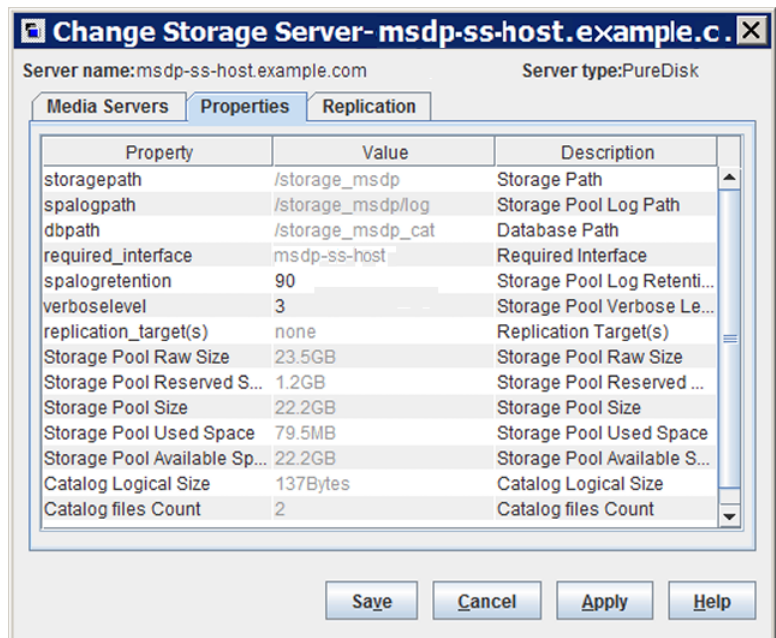 Change Storage Server- msdp-ss-host.example.c.
Server name:msdp-ss-host.example.com Server type:PureDisk
Media Servers Properties Replication
Property Value Description
storagepath /storage_msdp Storage Path
spalogpath /storage_msdp/log Storage Pool Log Path
dbpath /storage_msdp_cat Database Path
required_interface msdp-ss-host Required Interface
spalogretention 90 Storage Pool Log Retenti...
verboselevel 3 Storage Pool Verbose Le...
replication_target(s) none Replication Target(s)
Storage Pool Raw Size 23.5GB Storage Pool Raw Size
Storage Pool Reserved S... 1.2GB Storage Pool Reserved ...
Storage Pool Size 22.2GB Storage Pool Size
Storage Pool Used Space 79.5MB Storage Pool Used Space
Storage Pool Available Sp... 22.2GB Storage Pool Available S...
Catalog Logical Size 137Bytes Catalog Logical Size
Catalog files Count 2 Catalog files Count
Save Cancel Apply Help